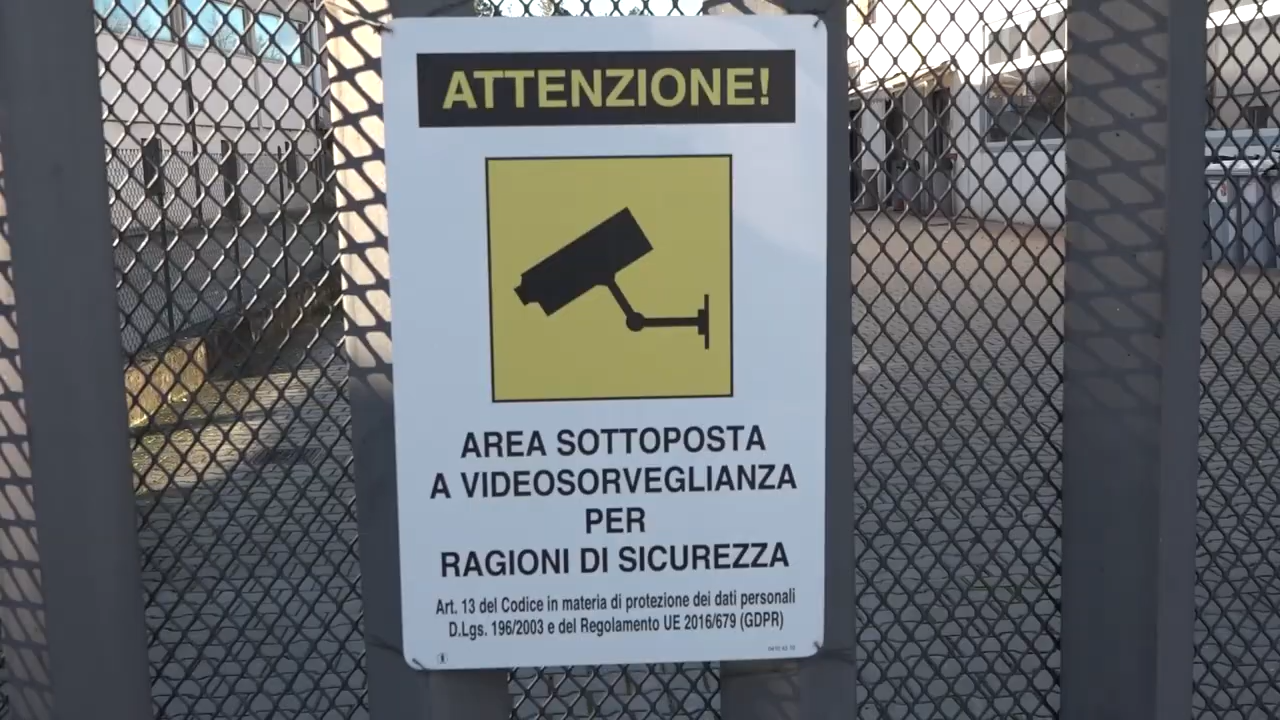 ATTENZIONE!
AREA SOTTOPOSTA
A VIDEOSORVEGLIANZA
PER
RAGIONI DI SICUREZZA
Art. 13 del Codice in materia di protezione dei dati personali
D.Lgs. 196/2003 e del Regolamento UE 2016/679 (GDPR)